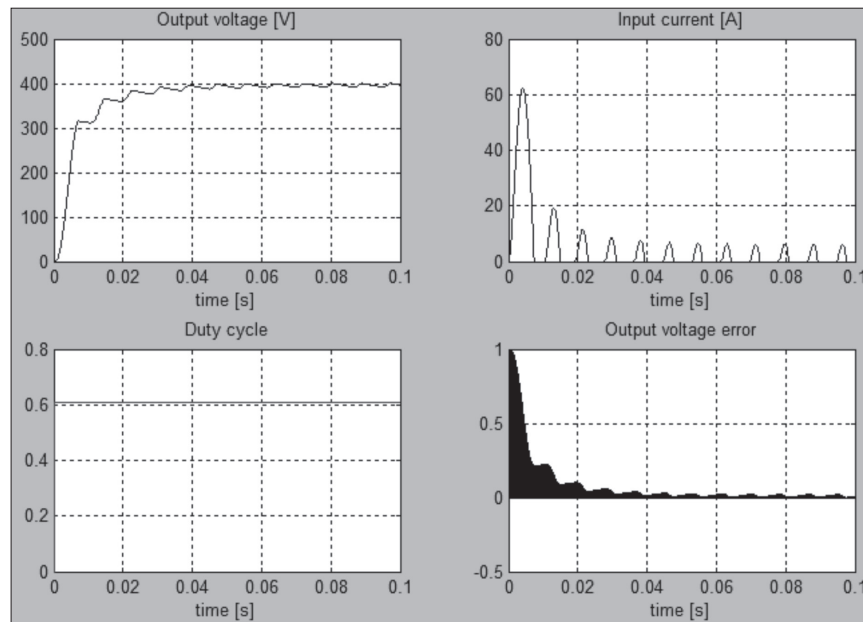 Output voltage [V]
500
400
300
200
100
0
0 0.02 0.04 0.06 0.08 0.1
time [s]
Input current [A]
80
60
40
20
0
0 0.02 0.04 0.06 0.08 0.1
time [s]
Duty cycle
0.8
0.6
0.4
0.2
0
0 0.02 0.04 0.06 0.08 0.1
time [s]
Output voltage error
1
0.5
0
-0.5
0 0.02 0.04 0.06 0.08 0.1
time [s]